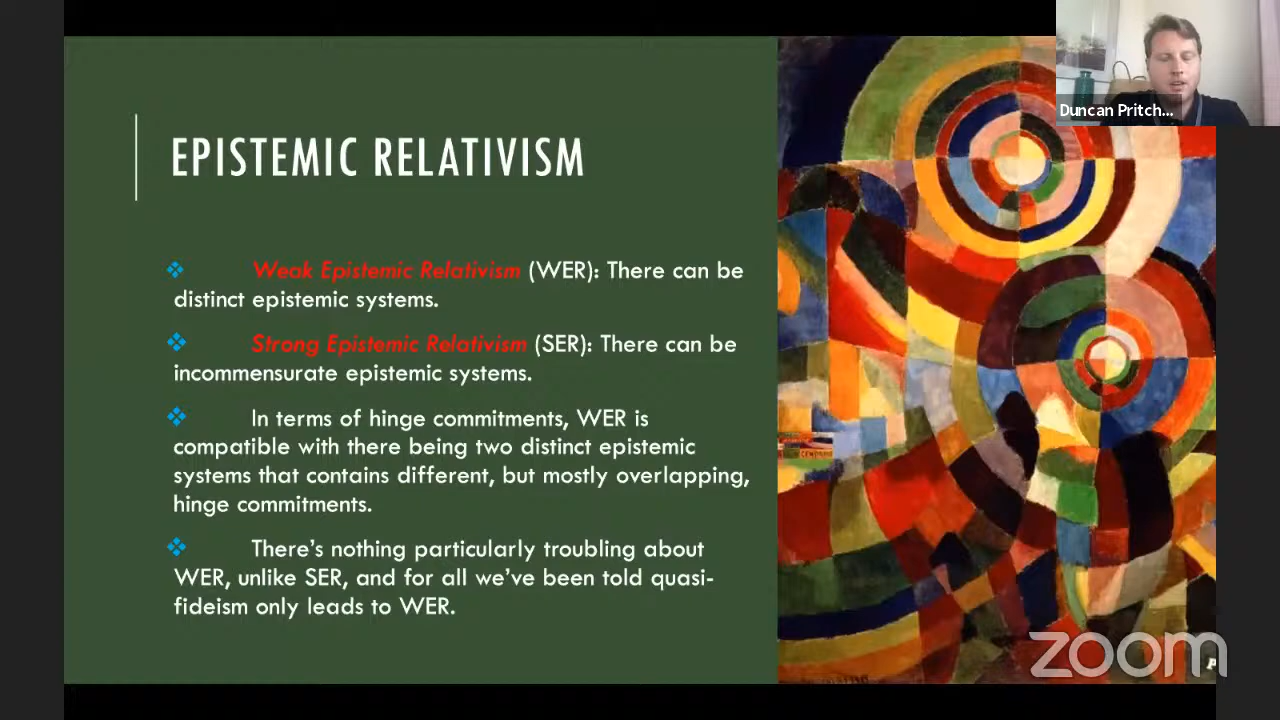 Duncan Pritch...
EPISTEMIC RELATIVISM
❖ Weak Epistemic Relativism (WER): There can be
distinct epistemic systems.
❖ Strong Epistemic Relativism (SER): There can be
incommensurate epistemic systems.
❖ In terms of hinge commitments, WER is
compatible with there being two distinct epistemic
systems that contains different, but mostly overlapping,
hinge commitments.
❖ There’s nothing particularly troubling about
WER, unlike SER, and for all we’ve been told quasi-
fideism only leads to WER.
zoom